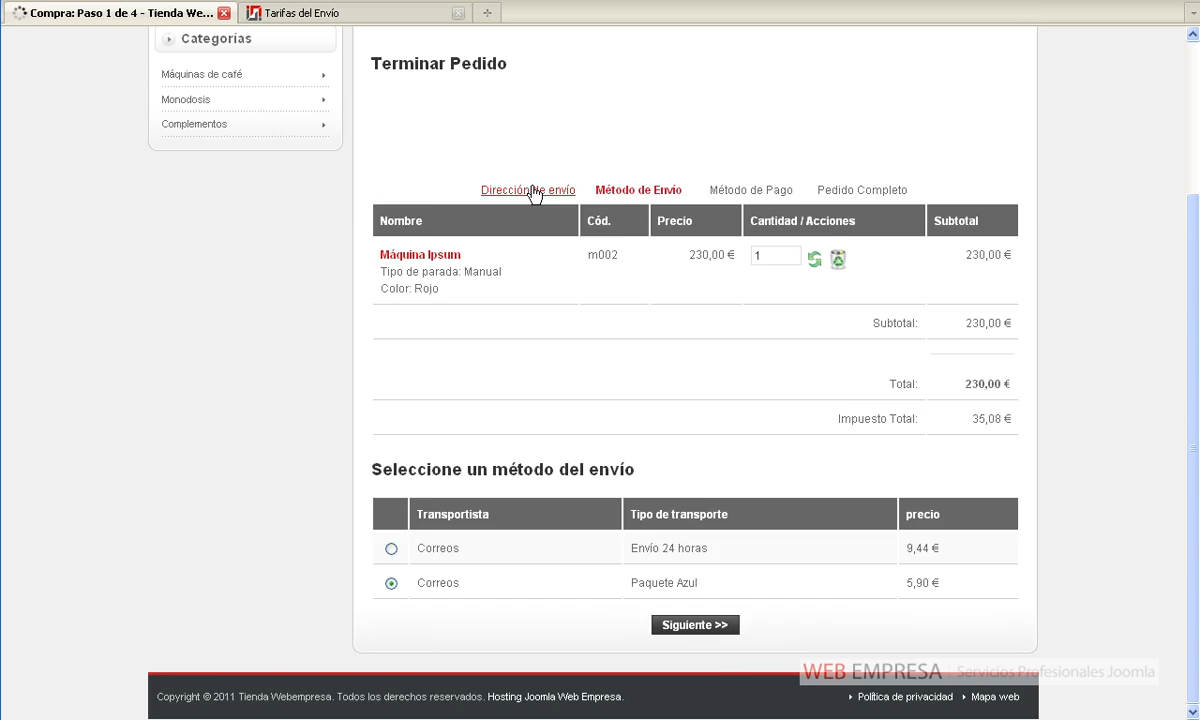 Compra: Paso 1 de 4 - Tienda We...
Tarifas del Envío
Categorias
Máquinas de café
Monodosis
Complementos
Terminar Pedido
Dirección de envío Método de Envío Método de Pago Pedido Completo
Nombre Cód. Precio Cantidad / Acciones Subtotal
Máquina Ipsum m002 230,00 € 1 230,00 €
Tipo de parada: Manual
Color: Rojo
Subtotal: 230,00 €
Total: 230,00 €
Impuesto Total: 35,08 €
Seleccione un método del envío
Transportista Tipo de transporte precio
Correos Envío 24 horas 9,44 €
Correos Paquete Azul 5,90 €
Siguiente >>
WEB EMPRESA Servicios Profesionales Joomla
Copyright © 2011 Tienda Webempresa. Todos los derechos reservados. Hosting Joomla Web Empresa. Política de privacidad Mapa web